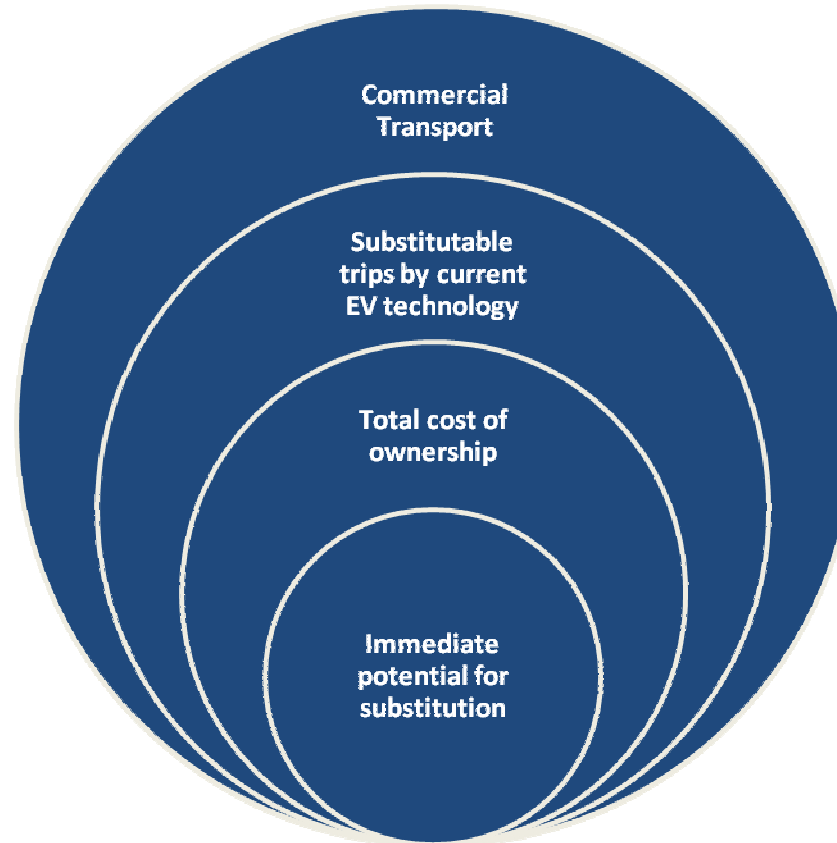 Commercial
Transport
Substitutable
trips by current
EV technology
Total cost of
ownership
Immediate
potential for
substitution